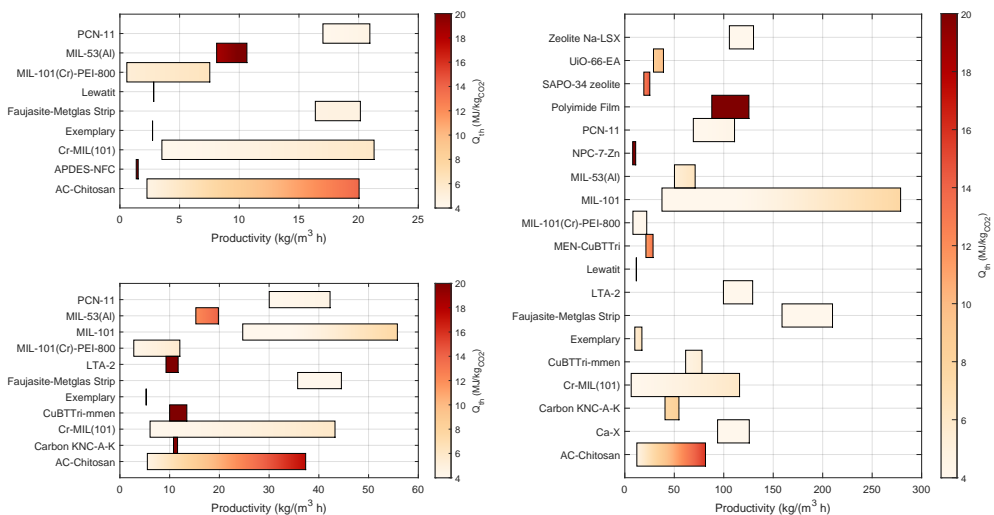 PCN-11
MIL-53(Al)
MIL-101(Cr)-PEI-800
Lewatit
Faujasite-Metglas Strip
Exemplary
Cr-MIL(101)
APDES-NFC
AC-Chitosan
0 5 10 15 20 25
Productivity (kg/(m³ h)
20
18
16
14
12
10
8
6
4
Q_th (MJ/kg_CO2)
PCN-11
MIL-53(Al)
MIL-101
MIL-101(Cr)-PEI-800
LTA-2
Faujasite-Metglas Strip
Exemplary
CuBTTri-mmen
Cr-MIL(101)
Carbon KNC-A-K
AC-Chitosan
0 10 20 30 40 50 60
Productivity (kg/(m³ h)
20
18
16
14
12
10
8
6
4
Q_th (MJ/kg_CO2)
Zeolite Na-LSX
UiO-66-EA
SAPO-34 zeolite
Polyimide Film
PCN-11
NPC-7-Zn
MIL-53(Al)
MIL-101
MIL-101(Cr)-PEI-800
MEN-CuBTTri
Lewatit
LTA-2
Faujasite-Metglas Strip
Exemplary
CuBTTri-mmen
Cr-MIL(101)
Carbon KNC-A-K
Ca-X
AC-Chitosan
0 50 100 150 200 250 300
Productivity (kg/(m³ h)
20
18
16
14
12
10
8
6
4
Q_th (MJ/kg_CO2)